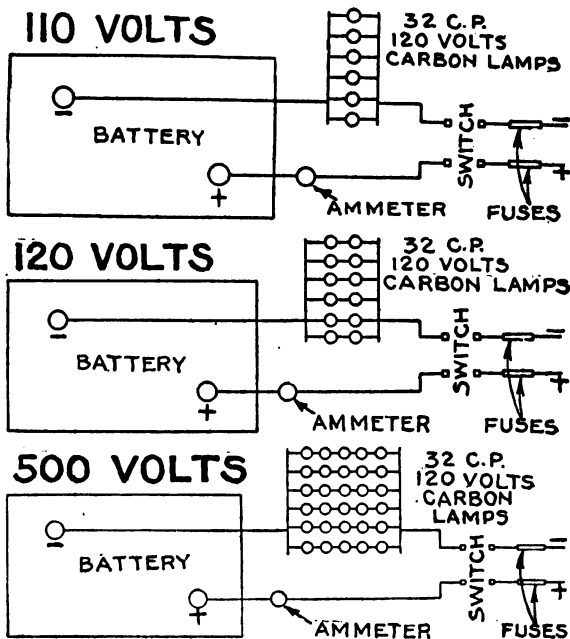 110 VOLTS
32 C.P.
120 VOLTS
CARBON LAMPS
−
BATTERY
+
AMMETER
SWITCH
−
+
FUSES
120 VOLTS
32 C.P.
120 VOLTS
CARBON LAMPS
−
BATTERY
+
AMMETER
SWITCH
−
+
FUSES
500 VOLTS
32 C.P.
120 VOLTS
CARBON
LAMPS
−
BATTERY
+
AMMETER
SWITCH
−
+
FUSES